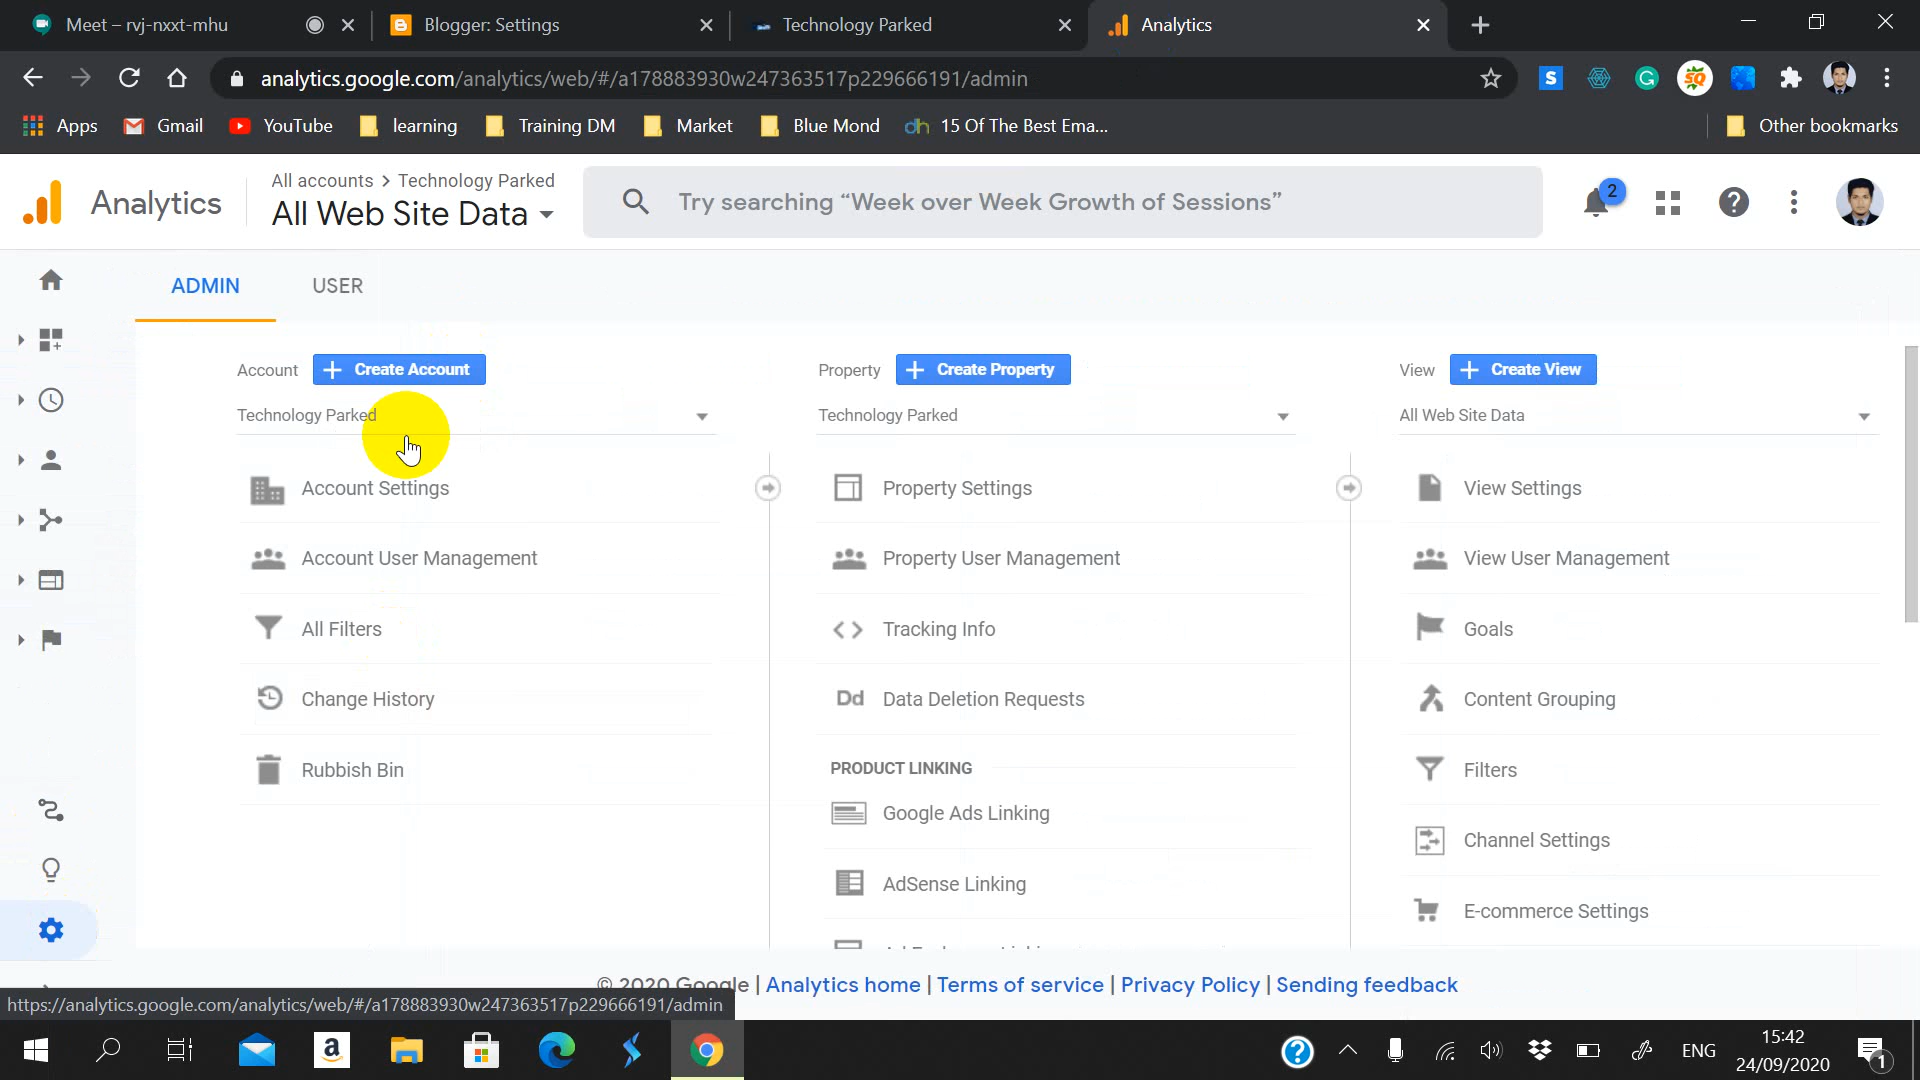 Meet – rvj-nxxt-mhu
Blogger: Settings
Technology Parked
Analytics
analytics.google.com/analytics/web/#/a178883930w247363517p229666191/admin
S
SQ
Apps
Gmail
YouTube
learning
Training DM
Market
Blue Mond
dh 15 Of The Best Ema...
Other bookmarks
Analytics
All accounts > Technology Parked
All Web Site Data
Try searching “Week over Week Growth of Sessions”
2
ADMIN
USER
Account
Create Account
Technology Parked
Account Settings
Account User Management
All Filters
Change History
Rubbish Bin
Property
Create Property
Technology Parked
Property Settings
Property User Management
Tracking Info
Dd Data Deletion Requests
PRODUCT LINKING
Google Ads Linking
AdSense Linking
View
Create View
All Web Site Data
View Settings
View User Management
Goals
Content Grouping
Filters
Channel Settings
E-commerce Settings
© 2020 Google | Analytics home | Terms of service | Privacy Policy | Sending feedback
https://analytics.google.com/analytics/web/#/a178883930w247363517p229666191/admin
ENG
15:42
24/09/2020
1